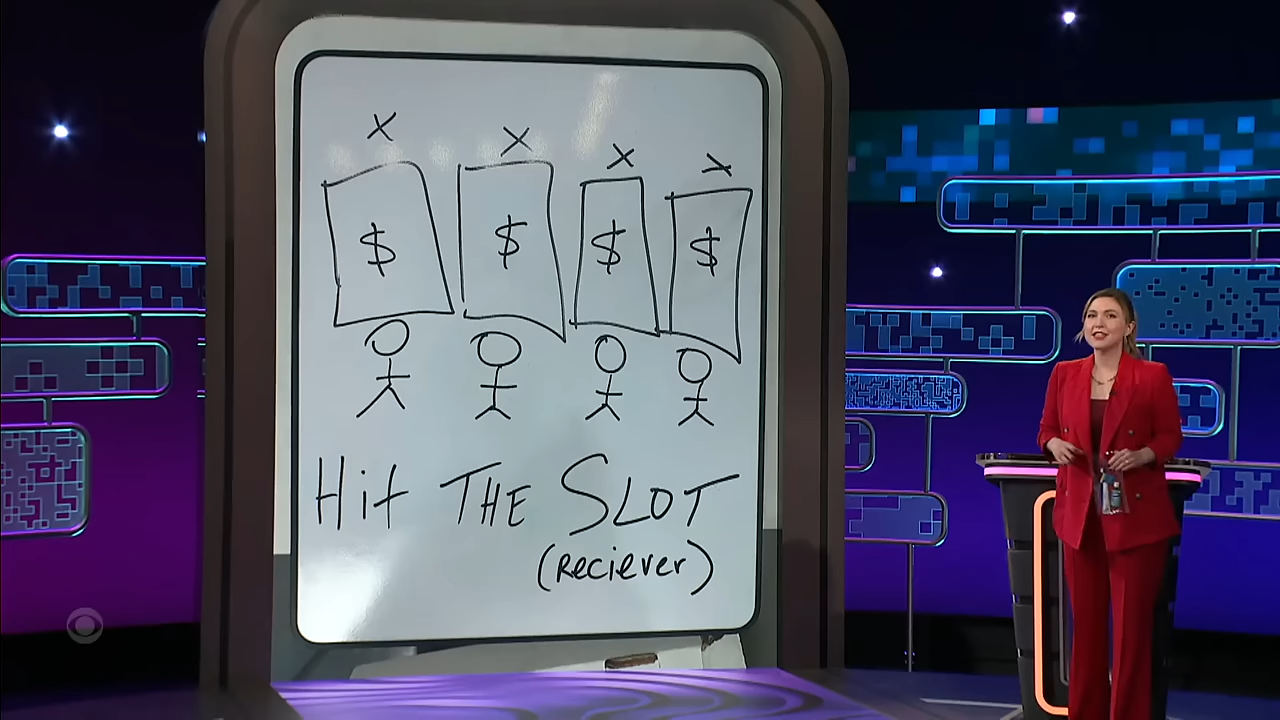 X X X X
$ $ $ $
Hit THE SLOT
(Reciever)